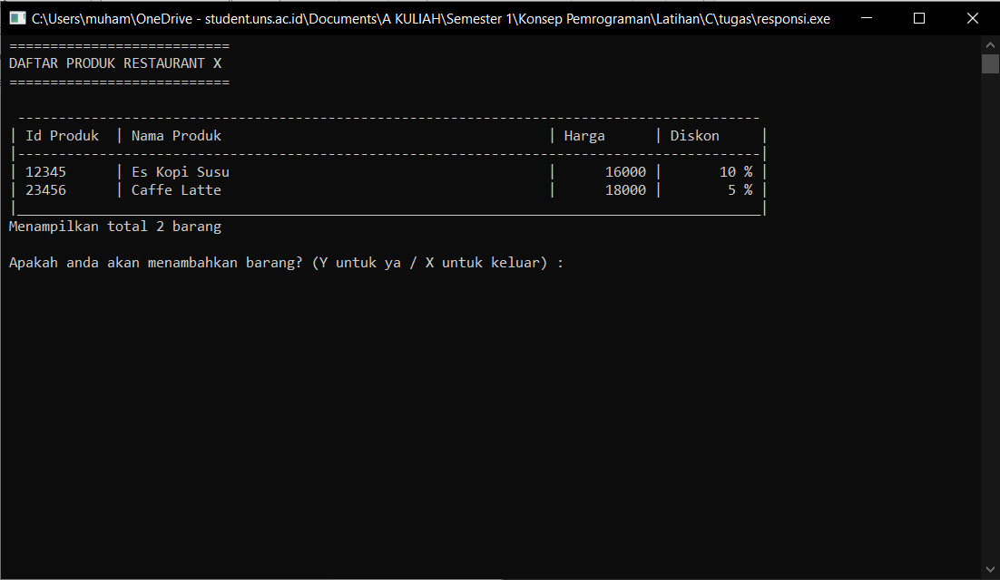 C:\Users\muham\OneDrive - student.uns.ac.id\Documents\A KULIAH\Semester 1\Konsep Pemrograman\Latihan\C\tugas\responsi.exe
===========================
DAFTAR PRODUK RESTAURANT X
===========================
-------------------------------------------------------------------------------------------
| Id Produk  | Nama Produk                                        | Harga      | Diskon     |
|-------------------------------------------------------------------------------------------|
| 12345      | Es Kopi Susu                                       |      16000 |       10 % |
| 23456      | Caffe Latte                                        |      18000 |        5 % |
|___________________________________________________________________________________________|
Menampilkan total 2 barang
Apakah anda akan menambahkan barang? (Y untuk ya / X untuk keluar) :